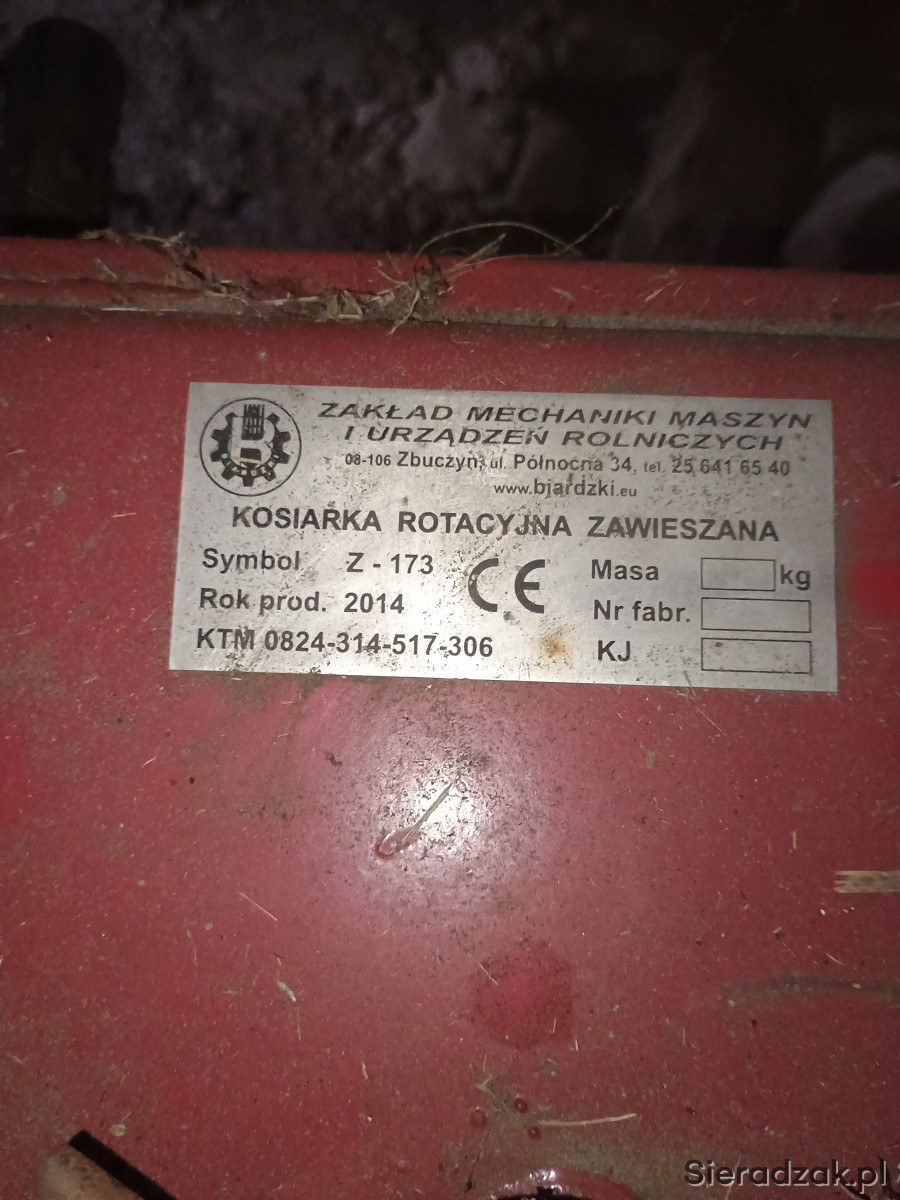 ZAKŁAD MECHANIKI MASZYN
I URZĄDZEŃ ROLNICZYCH
08-106 Zbuczyn, ul. Północna 34, tel. 25 641 65 40
www.bjardzki.eu
KOSIARKA ROTACYJNA ZAWIESZANA
Symbol Z - 173
Rok prod. 2014
KTM 0824-314-517-306
CE
Masa kg
Nr fabr.
KJ
Sieradzak.pl